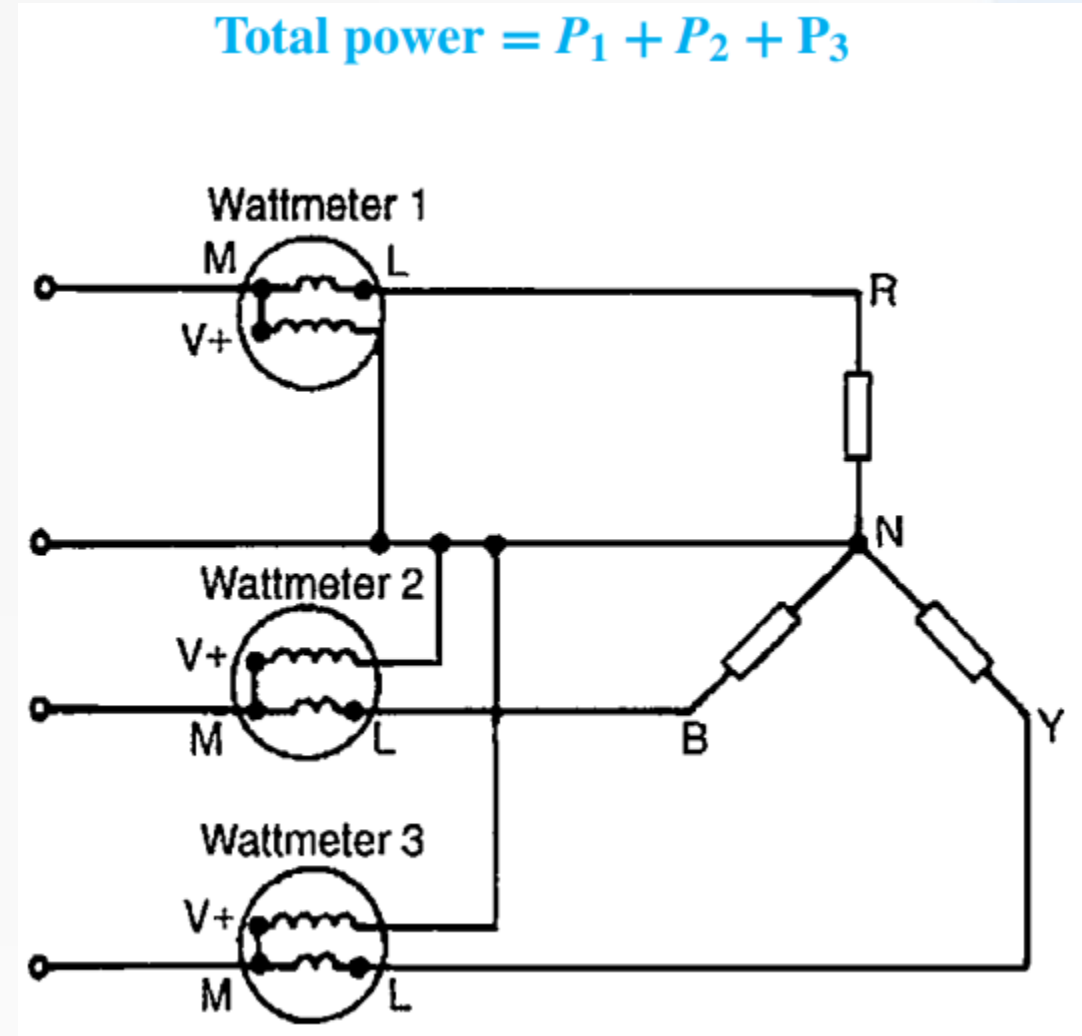 Total power = P₁ + P₂ + P₃
Wattmeter 1
M L
R
V+
N
Wattmeter 2
V+
M L
B
Y
Wattmeter 3
V+
M L